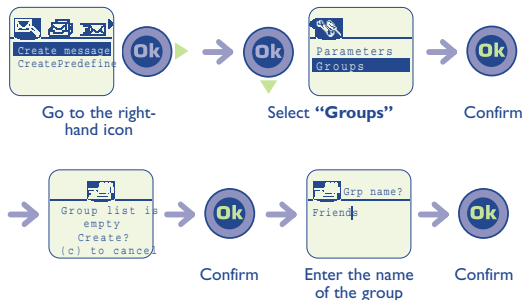 Create message
CreatePredefine
Ok
Ok
Parameters
Groups
Ok
Go to the right-
hand icon
Select “Groups”
Confirm
Group list is
empty
Create?
(c) to cancel
Ok
Grp name?
Friends
Ok
Confirm
Enter the name
of the group
Confirm